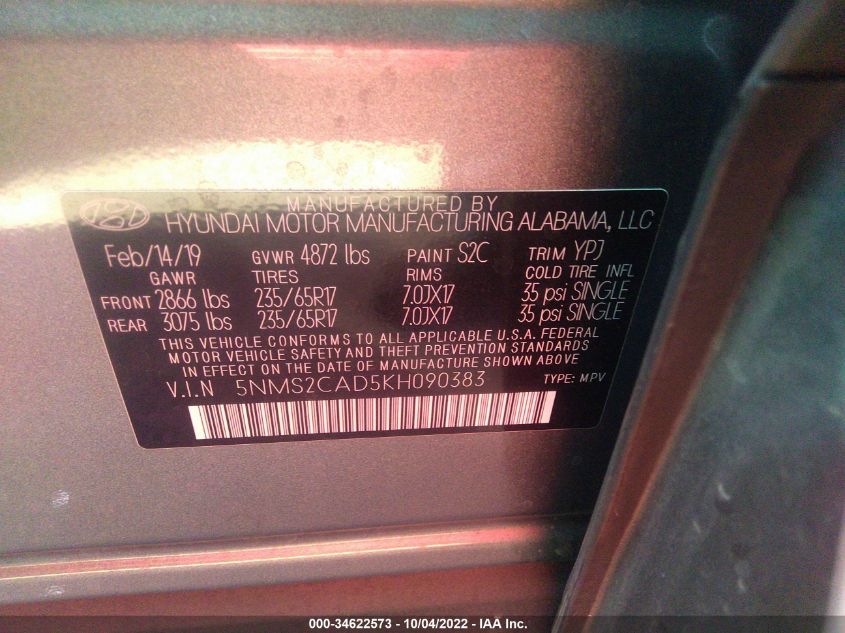 MANUFACTURED BY
HYUNDAI MOTOR MANUFACTURING ALABAMA, LLC
Feb/14/19 GVWR 4872 lbs PAINT S2C TRIM YPJ
GAWR TIRES RIMS COLD TIRE INFL
FRONT 2866 lbs 235/65R17 7.0JX17 35 psi SINGLE
REAR 3075 lbs 235/65R17 7.0JX17 35 psi SINGLE
THIS VEHICLE CONFORMS TO ALL APPLICABLE U.S.A. FEDERAL
MOTOR VEHICLE SAFETY AND THEFT PREVENTION STANDARDS
IN EFFECT ON THE DATE OF MANUFACTURE SHOWN ABOVE
V.I.N 5NMS2CAD5KH090383 TYPE: MPV
000-34622573 - 10/04/2022 - IAA Inc.